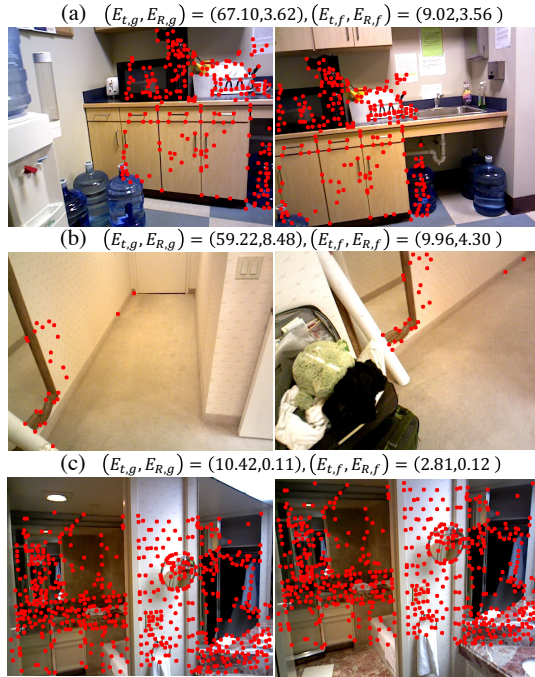 (a) (E_{t,g}, E_{R,g}) = (67.10,3.62), (E_{t,f}, E_{R,f}) = (9.02,3.56 )
(b) (E_{t,g}, E_{R,g}) = (59.22,8.48), (E_{t,f}, E_{R,f}) = (9.96,4.30 )
(c) (E_{t,g}, E_{R,g}) = (10.42,0.11), (E_{t,f}, E_{R,f}) = (2.81,0.12 )